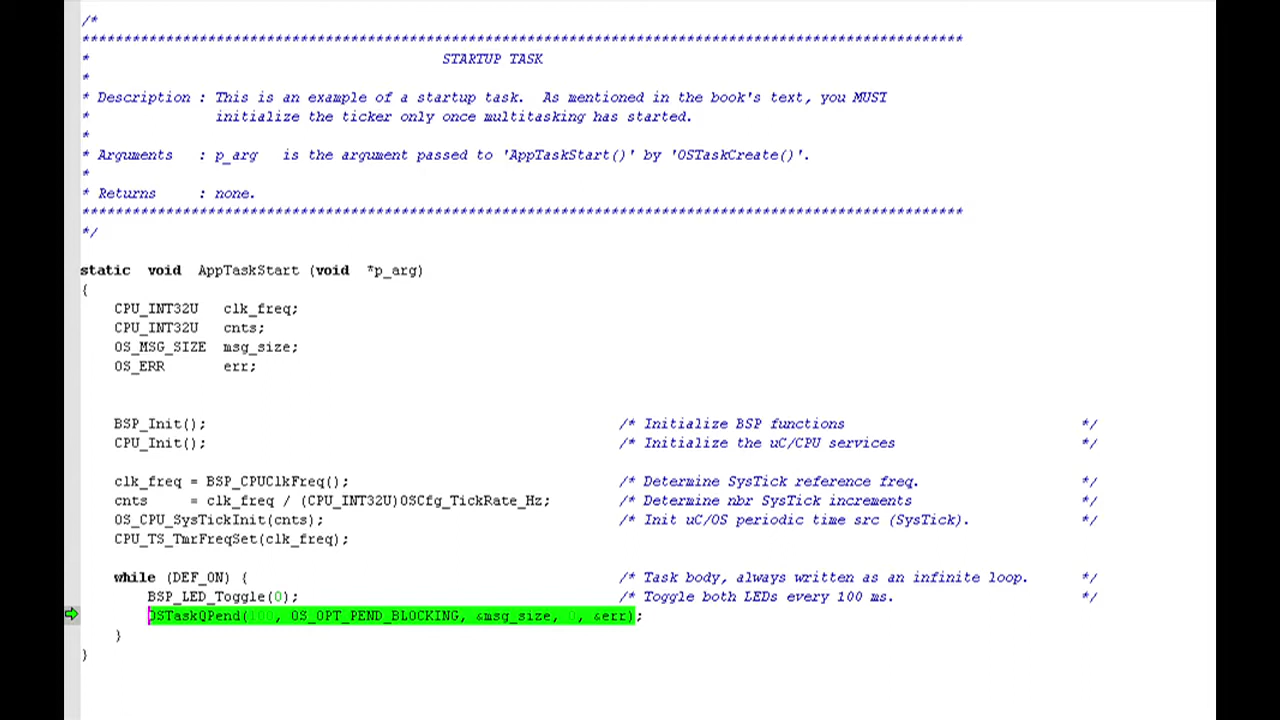 /*
*********************************************************************************************************
* STARTUP TASK
*
* Description : This is an example of a startup task. As mentioned in the book's text, you MUST
* initialize the ticker only once multitasking has started.
*
* Arguments : p_arg is the argument passed to 'AppTaskStart()' by 'OSTaskCreate()'.
*
* Returns : none.
*********************************************************************************************************
*/
static void AppTaskStart (void *p_arg)
{
CPU_INT32U clk_freq;
CPU_INT32U cnts;
OS_MSG_SIZE msg_size;
OS_ERR err;
BSP_Init(); /* Initialize BSP functions */
CPU_Init(); /* Initialize the uC/CPU services */
clk_freq = BSP_CPUClkFreq(); /* Determine SysTick reference freq. */
cnts = clk_freq / (CPU_INT32U)OSCfg_TickRate_Hz; /* Determine nbr SysTick increments */
OS_CPU_SysTickInit(cnts); /* Init uC/OS periodic time src (SysTick). */
CPU_TS_TmrFreqSet(clk_freq);
while (DEF_ON) { /* Task body, always written as an infinite loop. */
BSP_LED_Toggle(0); /* Toggle both LEDs every 100 ms. */
OSTaskQPend(100, OS_OPT_PEND_BLOCKING, &msg_size, 0, &err);
}
}